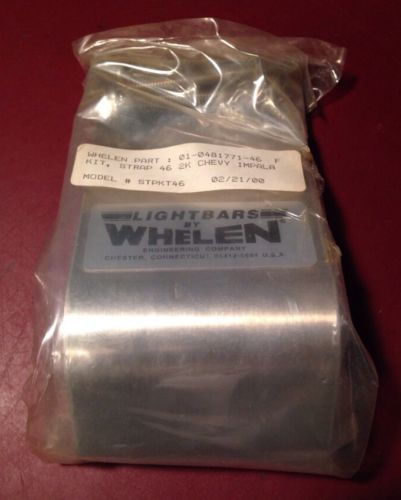 WHELEN PART : 01-0481771-46 F
KIT, STRAP 46 2K CHEVY IMPALA
MODEL # STPKT46 02/21/00
LIGHTBARS
BY
WHELEN
ENGINEERING COMPANY
CHESTER, CONNECTICUT U.S.A